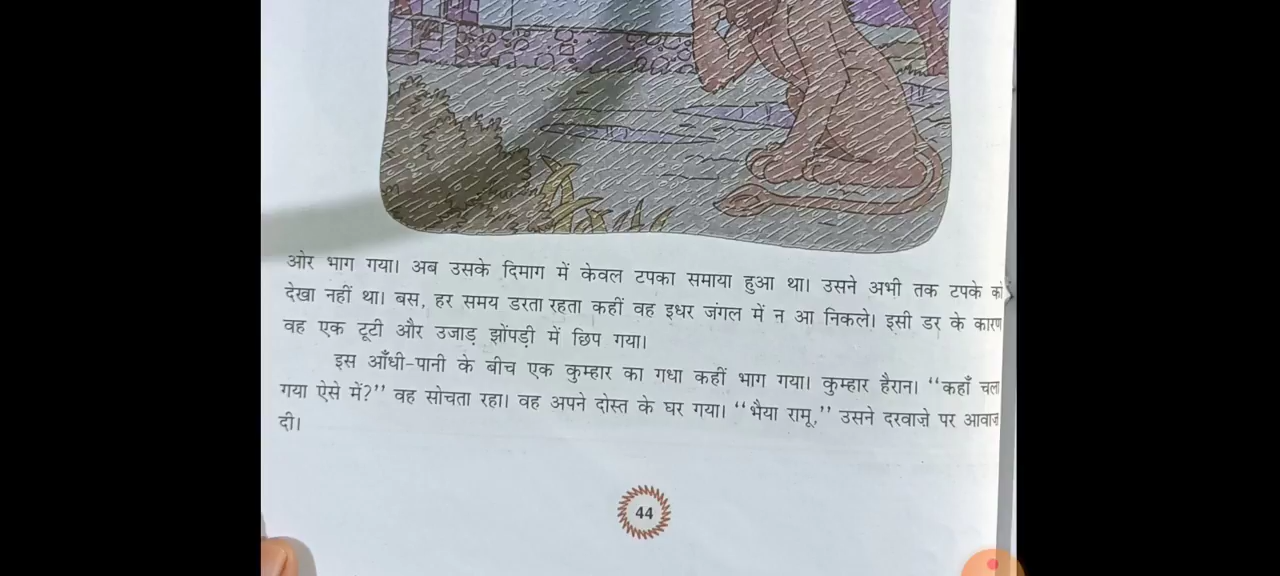 ओर भाग गया। अब उसके दिमाग में केवल टपका समाया हुआ था। उसने अभी तक टपके को
देखा नहीं था। बस, हर समय डरता रहता कहीं वह इधर जंगल में न आ निकले। इसी डर के कारण
वह एक टूटी और उजाड़ झोंपड़ी में छिप गया।
इस आँधी-पानी के बीच एक कुम्हार का गधा कहीं भाग गया। कुम्हार हैरान। ‘‘कहाँ चला
गया ऐसे में?’’ वह सोचता रहा। वह अपने दोस्त के घर गया। ‘‘भैया रामू,’’ उसने दरवाज़े पर आवाज़
दी।
44